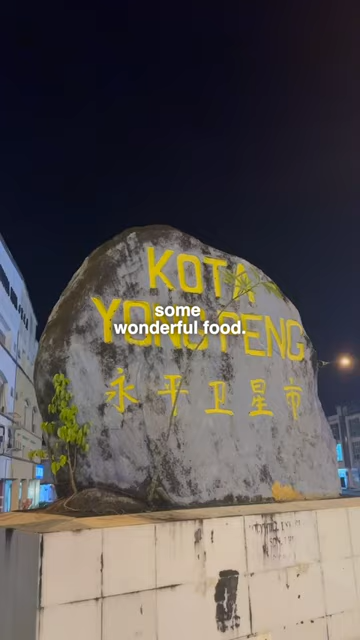 KOTA
YONG PENG
some
wonderful food.
永平卫星市